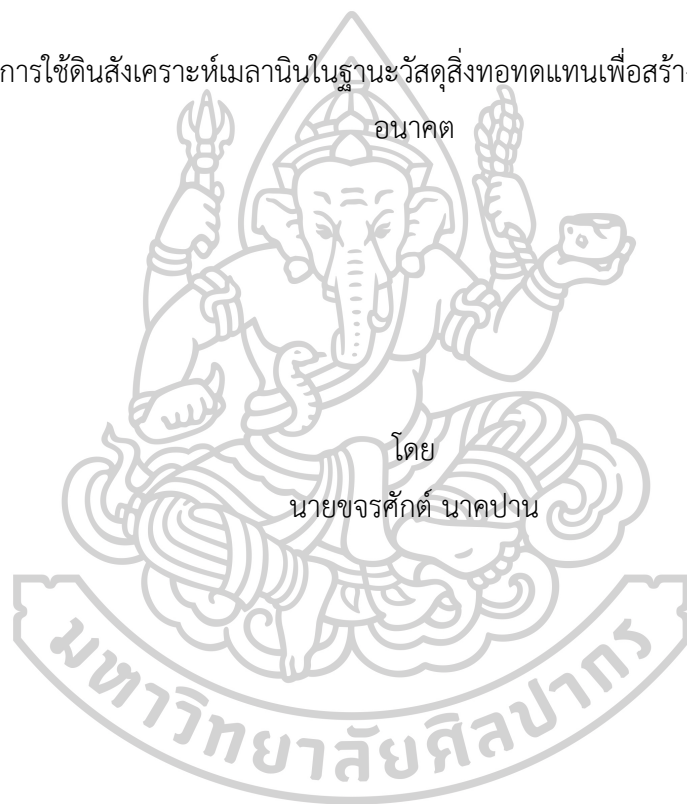 การใช้ดินสังเคราะห์เมลานินในฐานะวัสดุสิ่งทอทดแทนเพื่อสร้า
อนาคต
โดย
นายขจรศักต์ นาคปาน
มหาวิทยาลัยศิลปากร